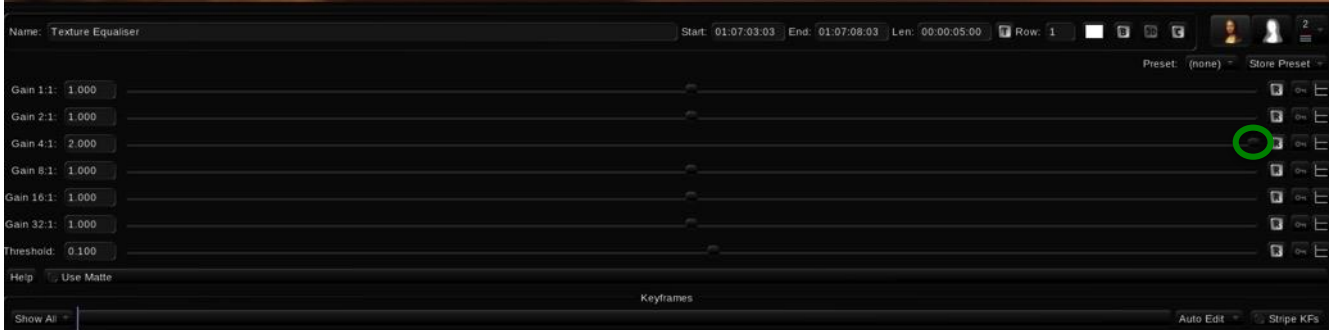 Name: Texture Equaliser Start: 01:07:03:03 End: 01:07:08:03 Len: 00:00:05:00 Row: 1 2
Preset: (none) Store Preset
Gain 1:1: 1.000 R
Gain 2:1: 1.000 R
Gain 4:1: 2.000 R
Gain 8:1: 1.000 R
Gain 16:1: 1.000 R
Gain 32:1: 1.000 R
Threshold: 0.100 R
Help Use Matte
Keyframes
Show All Auto Edit Stripe KFs